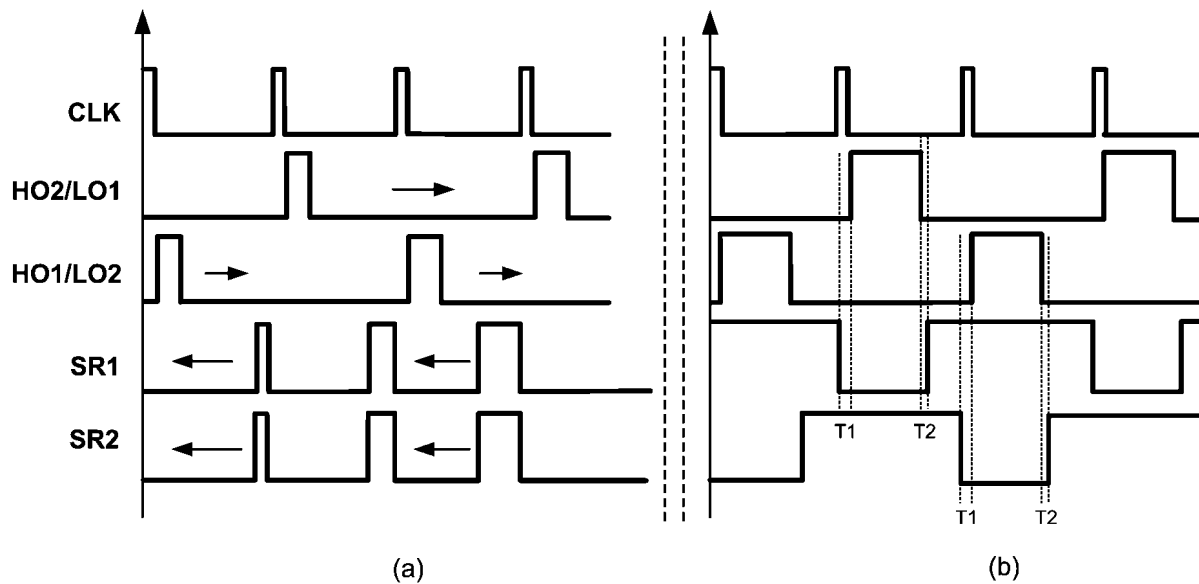 CLK
HO2/LO1
HO1/LO2
SR1
SR2
T1 T2
T1 T2
(a) (b)